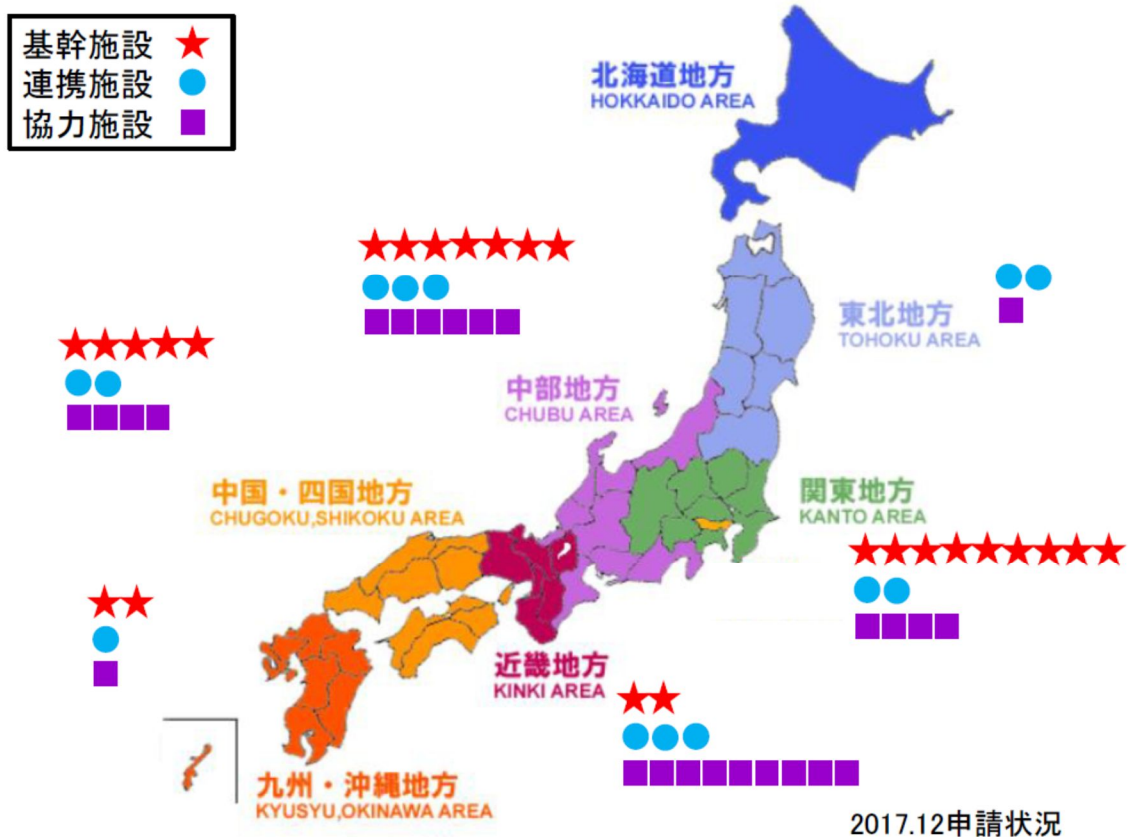 基幹施設
連携施設
協力施設
北海道地方
HOKKAIDO AREA
東北地方
TOHOKU AREA
中部地方
CHUBU AREA
中国・四国地方
CHUGOKU,SHIKOKU AREA
関東地方
KANTO AREA
近畿地方
KINKI AREA
九州・沖縄地方
KYUSYU,OKINAWA AREA
2017.12申請状況